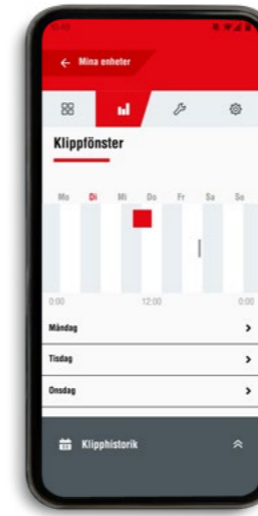 Mina enheter
Klippfönster
Mo Di Mi Do Fr Sa So
0:00 12:00 0:00
Måndag
Tisdag
Onsdag
Klipphistorik